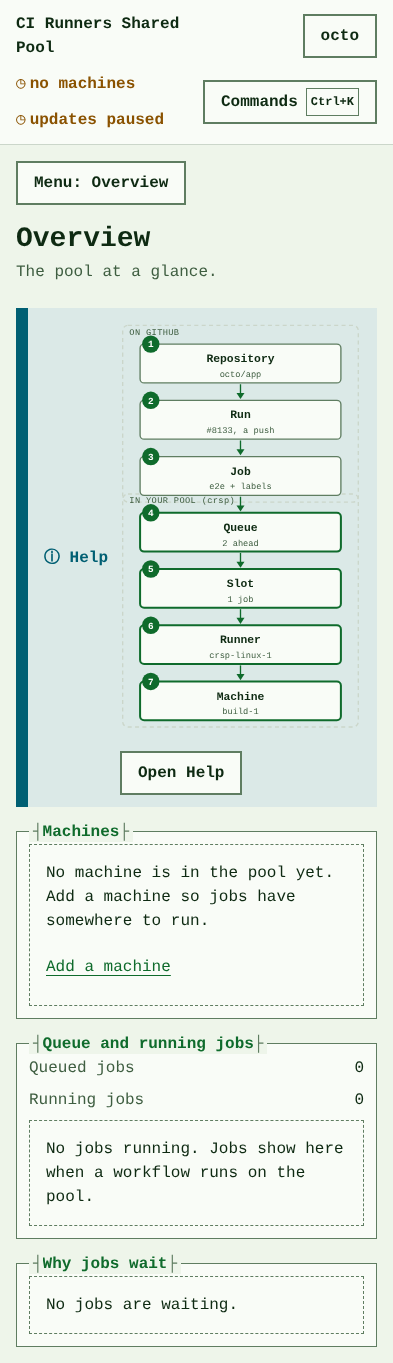 CI Runners Shared
Pool
octo
◷ no machines
◷ updates paused
Commands Ctrl+K
Menu: Overview
Overview
The pool at a glance.
ⓘ Help
ON GITHUB
1
Repository
octo/app
2
Run
#8133, a push
3
Job
e2e + labels
IN YOUR POOL (crsp)
4
Queue
2 ahead
5
Slot
1 job
6
Runner
crsp-linux-1
7
Machine
build-1
Open Help
┤Machines├
No machine is in the pool yet.
Add a machine so jobs have
somewhere to run.
Add a machine
┤Queue and running jobs├
Queued jobs 0
Running jobs 0
No jobs running. Jobs show here
when a workflow runs on the
pool.
┤Why jobs wait├
No jobs are waiting.